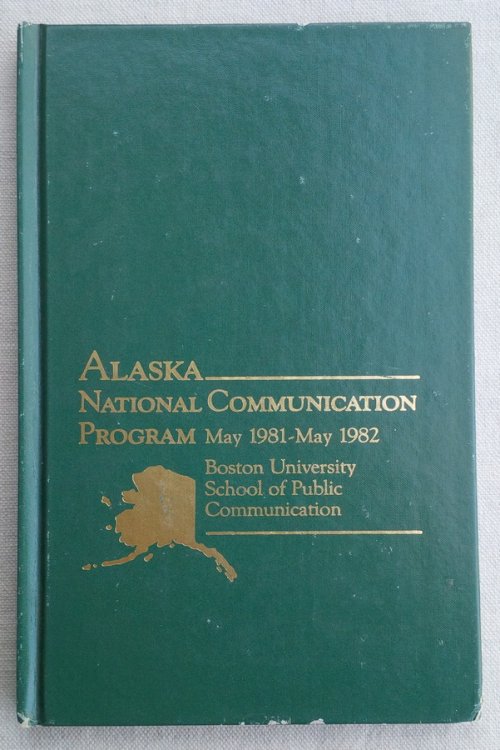 ALASKA
NATIONAL COMMUNICATION
PROGRAM May 1981-May 1982
Boston University
School of Public
Communication